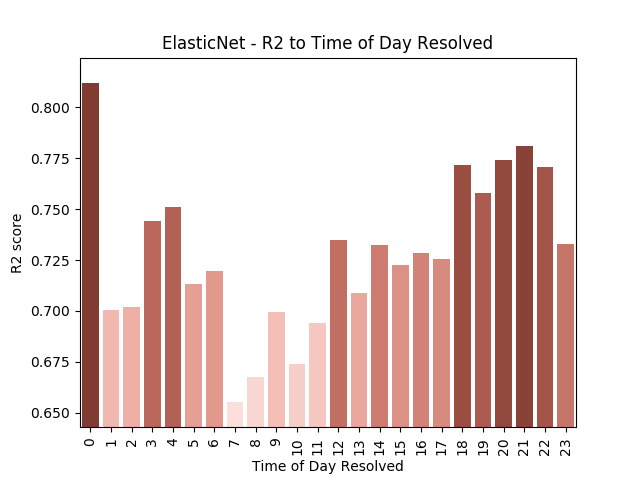 ElasticNet - R2 to Time of Day Resolved
R2 score
0.800
0.775
0.750
0.725
0.700
0.675
0.650
0 1 2 3 4 5 6 7 8 9 10 11 12 13 14 15 16 17 18 19 20 21 22 23
Time of Day Resolved